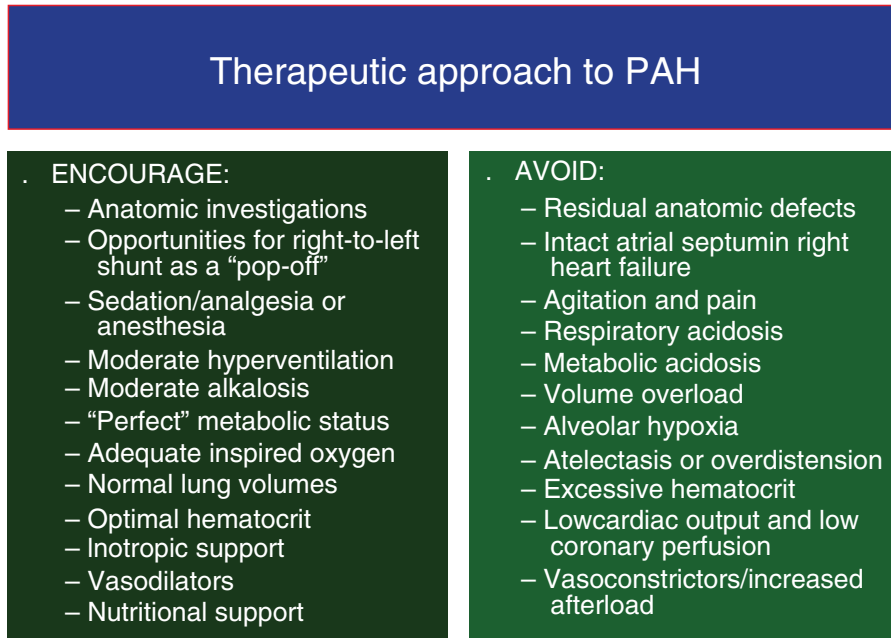 Therapeutic approach to PAH
. ENCOURAGE:
– Anatomic investigations
– Opportunities for right-to-left
shunt as a “pop-off”
– Sedation/analgesia or
anesthesia
– Moderate hyperventilation
– Moderate alkalosis
– “Perfect” metabolic status
– Adequate inspired oxygen
– Normal lung volumes
– Optimal hematocrit
– Inotropic support
– Vasodilators
– Nutritional support
. AVOID:
– Residual anatomic defects
– Intact atrial septumin right
heart failure
– Agitation and pain
– Respiratory acidosis
– Metabolic acidosis
– Volume overload
– Alveolar hypoxia
– Atelectasis or overdistension
– Excessive hematocrit
– Lowcardiac output and low
coronary perfusion
– Vasoconstrictors/increased
afterload